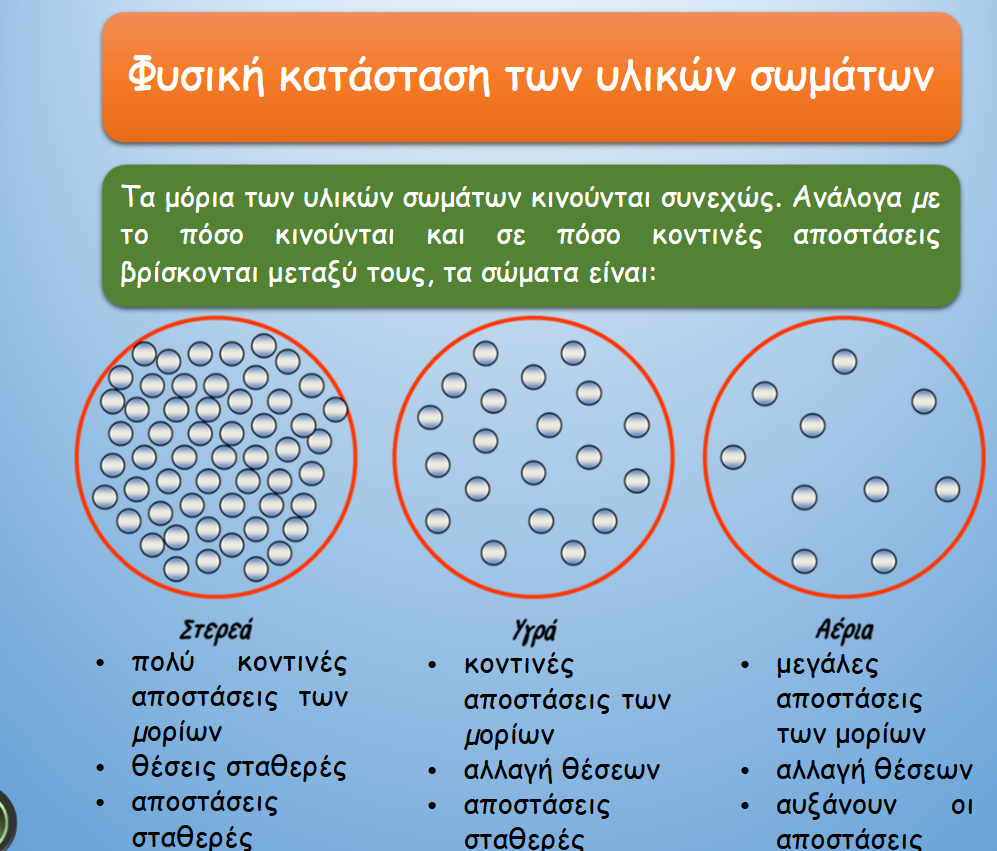 Φυσική κατάσταση των υλικών σωμάτων
Τα μόρια των υλικών σωμάτων κινούνται συνεχώς. Ανάλογα με
το πόσο κινούνται και σε πόσο κοντινές αποστάσεις
βρίσκονται μεταξύ τους, τα σώματα είναι:
Στερεά
• πολύ κοντινές
αποστάσεις των
μορίων
• θέσεις σταθερές
• αποστάσεις
σταθερές
Υγρά
• κοντινές
αποστάσεις των
μορίων
• αλλαγή θέσεων
• αποστάσεις
σταθερές
Αέρια
• μεγάλες
αποστάσεις
των μορίων
• αλλαγή θέσεων
• αυξάνουν οι
αποστάσεις